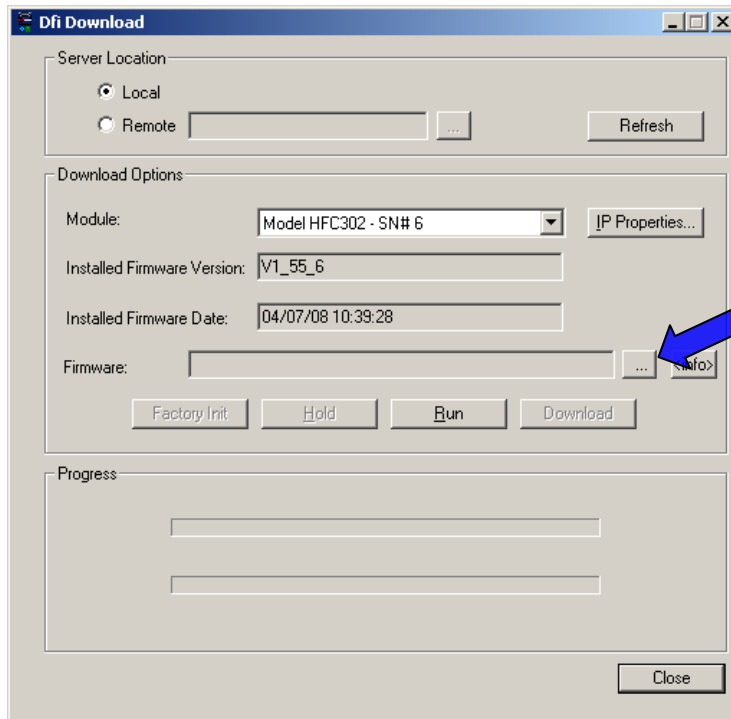 Dfi Download
Server Location
Local
Remote ... Refresh
Download Options
Module: Model HFC302 - SN# 6 IP Properties...
Installed Firmware Version: V1_55_6
Installed Firmware Date: 04/07/08 10:39:28
Firmware: ... <Info>
Factory Init Hold Run Download
Progress
Close